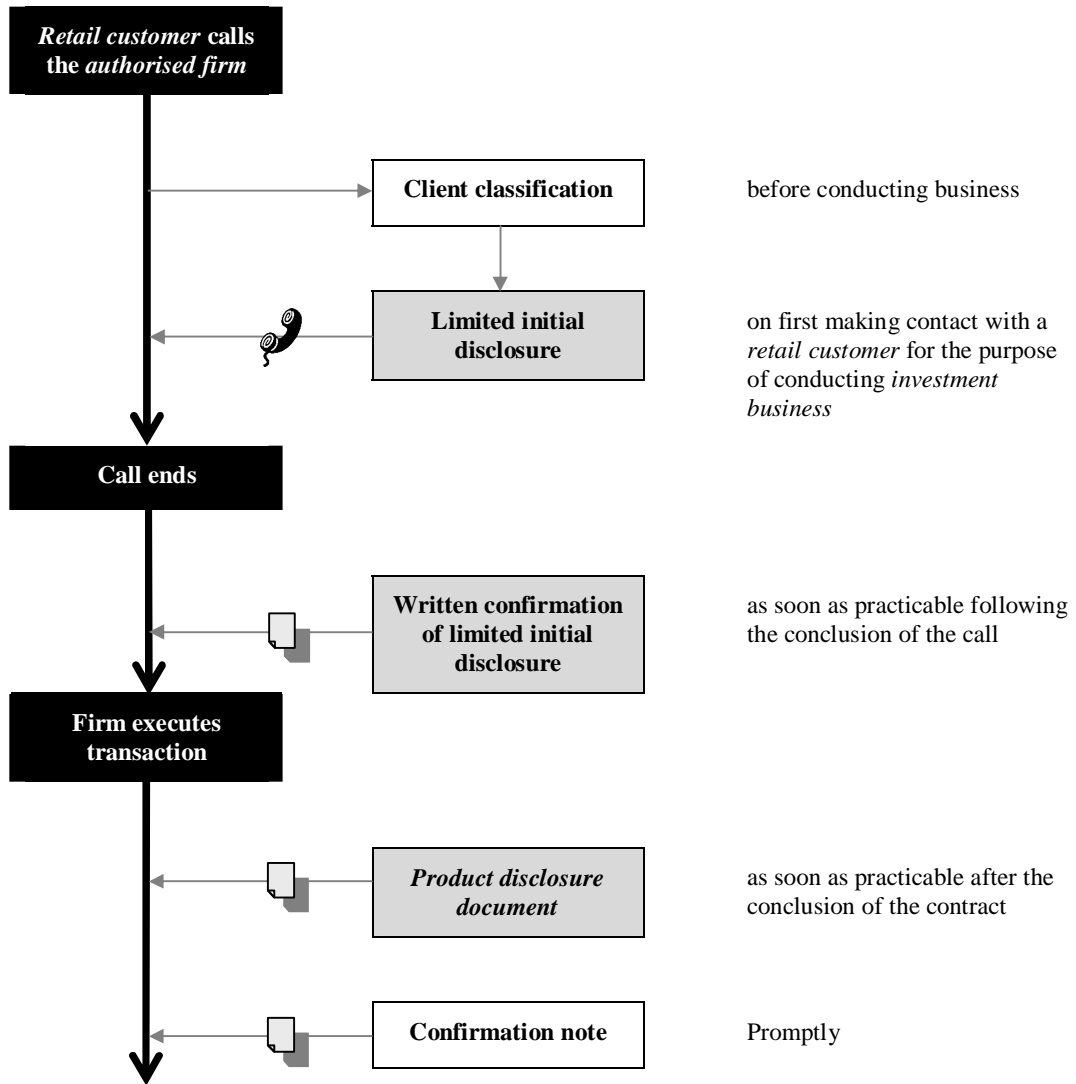 Retail customer calls
the authorised firm
Client classification
before conducting business
Limited initial
disclosure
on first making contact with a
retail customer for the purpose
of conducting investment
business
Call ends
Written confirmation
of limited initial
disclosure
as soon as practicable following
the conclusion of the call
Firm executes
transaction
Product disclosure
document
as soon as practicable after the
conclusion of the contract
Confirmation note
Promptly